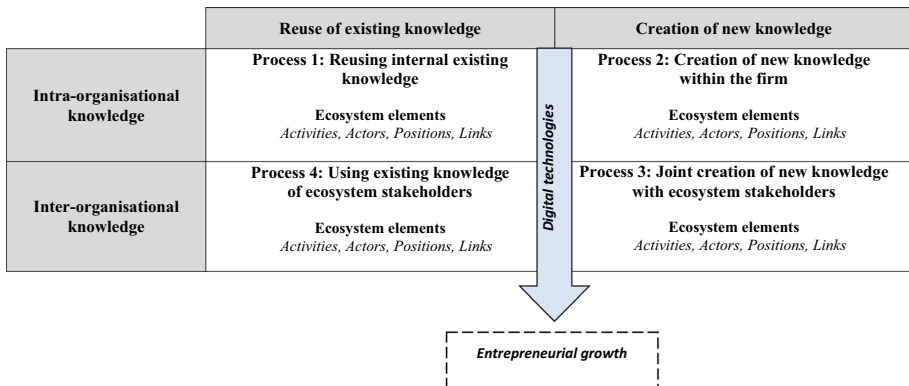 Reuse of existing knowledge
Creation of new knowledge
Intra-organisational
knowledge
Process 1: Reusing internal existing
knowledge
Ecosystem elements
Activities, Actors, Positions, Links
Process 2: Creation of new knowledge
within the firm
Ecosystem elements
Activities, Actors, Positions, Links
Digital technologies
Inter-organisational
knowledge
Process 4: Using existing knowledge
of ecosystem stakeholders
Ecosystem elements
Activities, Actors, Positions, Links
Process 3: Joint creation of new knowledge
with ecosystem stakeholders
Ecosystem elements
Activities, Actors, Positions, Links
Entrepreneurial growth